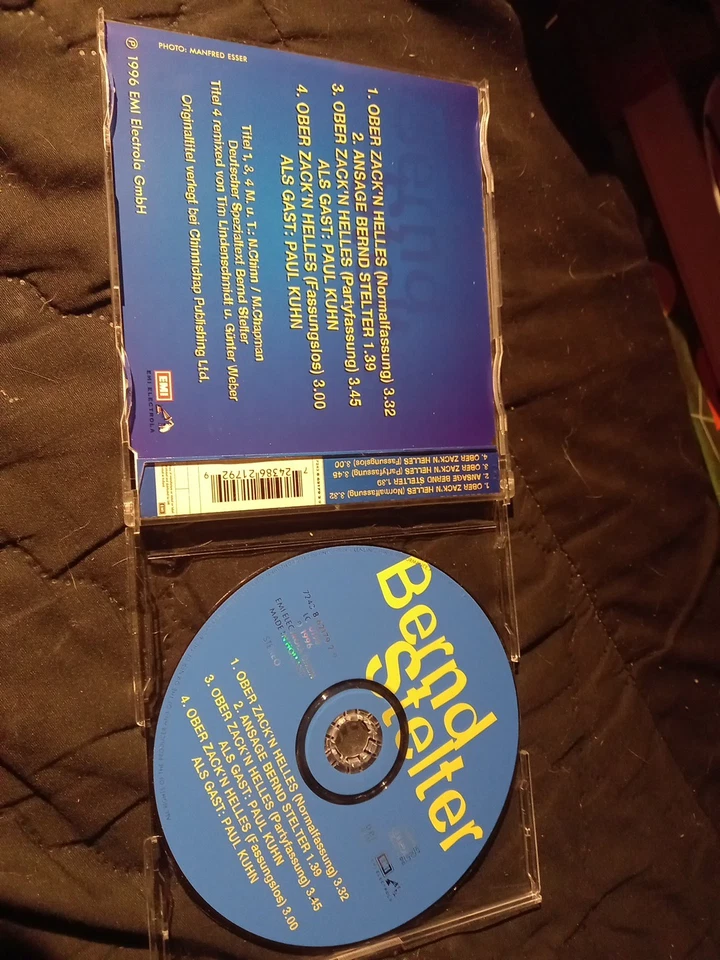 PHOTO: MANFRED ESSER
1. OBER ZACK'N HELLES (Normalfassung) 3.32
2. ANSAGE BERND STELTER 1.39
3. OBER ZACK'N HELLES (Partyfassung) 3.45
ALS GAST: PAUL KUHN
4. OBER ZACK'N HELLES (Fassungslos) 3.00
ALS GAST: PAUL KUHN
Titel 1, 3, 4 M. u. T.: N.Chinn / M.Chapman
Deutscher Spezialtext Bernd Stelter
Titel 4 remixed von Tim Lindenschmidt u. Günter Weber
Originaltitel verlegt bei Chinnichap Publishing Ltd.
℗ 1996 EMI Electrola GmbH
EMI
EMI ELECTROLA
1. OBER ZACK'N HELLES (Normalfassung) 3.32
2. ANSAGE BERND STELTER 1.39
3. OBER ZACK'N HELLES (Partyfassung) 3.45
4. OBER ZACK'N HELLES (Fassungslos) 3.00
7 24386 21792 9
Bernd
Stelter
1. OBER ZACK'N HELLES (Normalfassung) 3.32
2. ANSAGE BERND STELTER 1.39
3. OBER ZACK'N HELLES (Partyfassung) 3.45
ALS GAST: PAUL KUHN
4. OBER ZACK'N HELLES (Fassungslos) 3.00
ALS GAST: PAUL KUHN